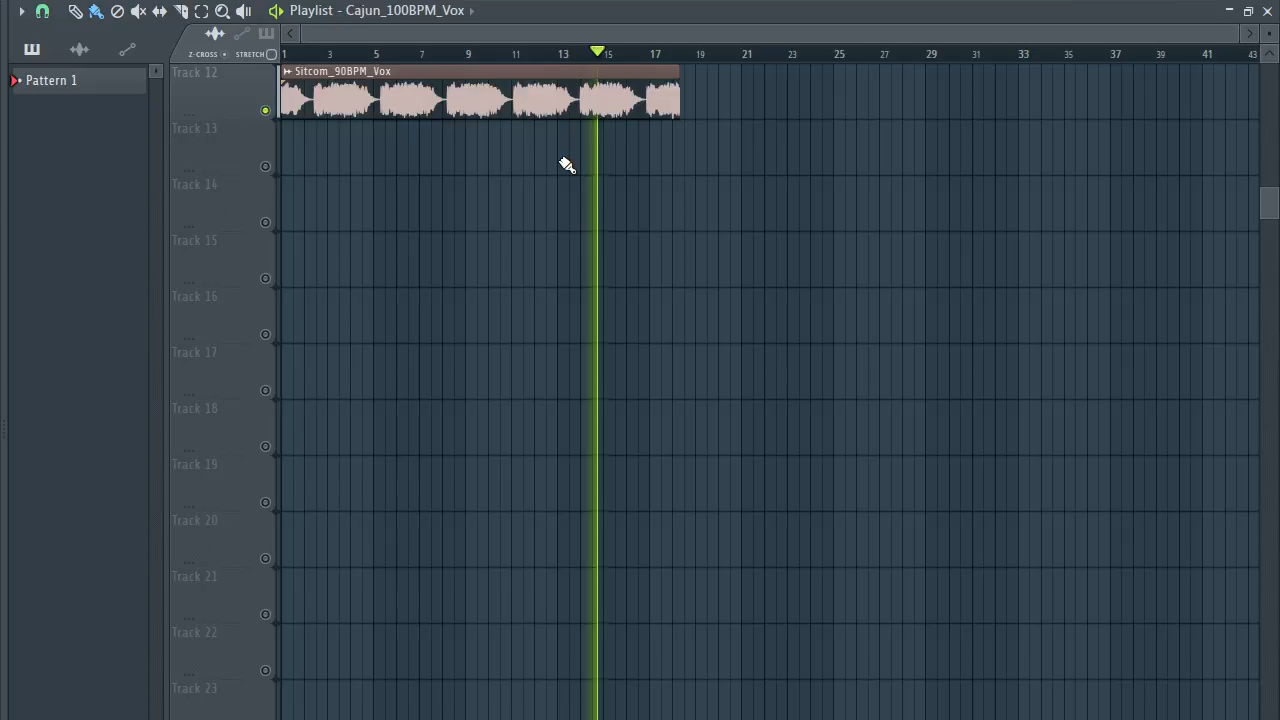 Playlist - Cajun_100BPM_Vox
Z-CROSS STRETCH
1 3 5 7 9 11 13 15 17 19 21 23 25 27 29 31 33 35 37 39 41 43
Pattern 1
Track 12
Sitcom_90BPM_Vox
Track 13
Track 14
Track 15
Track 16
Track 17
Track 18
Track 19
Track 20
Track 21
Track 22
Track 23